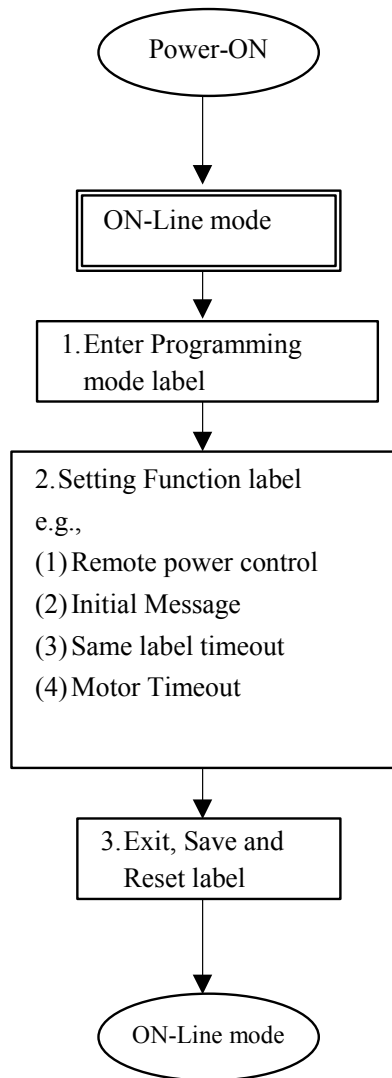 Power-ON
ON-Line mode
1.Enter Programming
mode label
2.Setting Function label
e.g.,
(1)Remote power control
(2)Initial Message
(3)Same label timeout
(4)Motor Timeout
3.Exit, Save and
Reset label
ON-Line mode